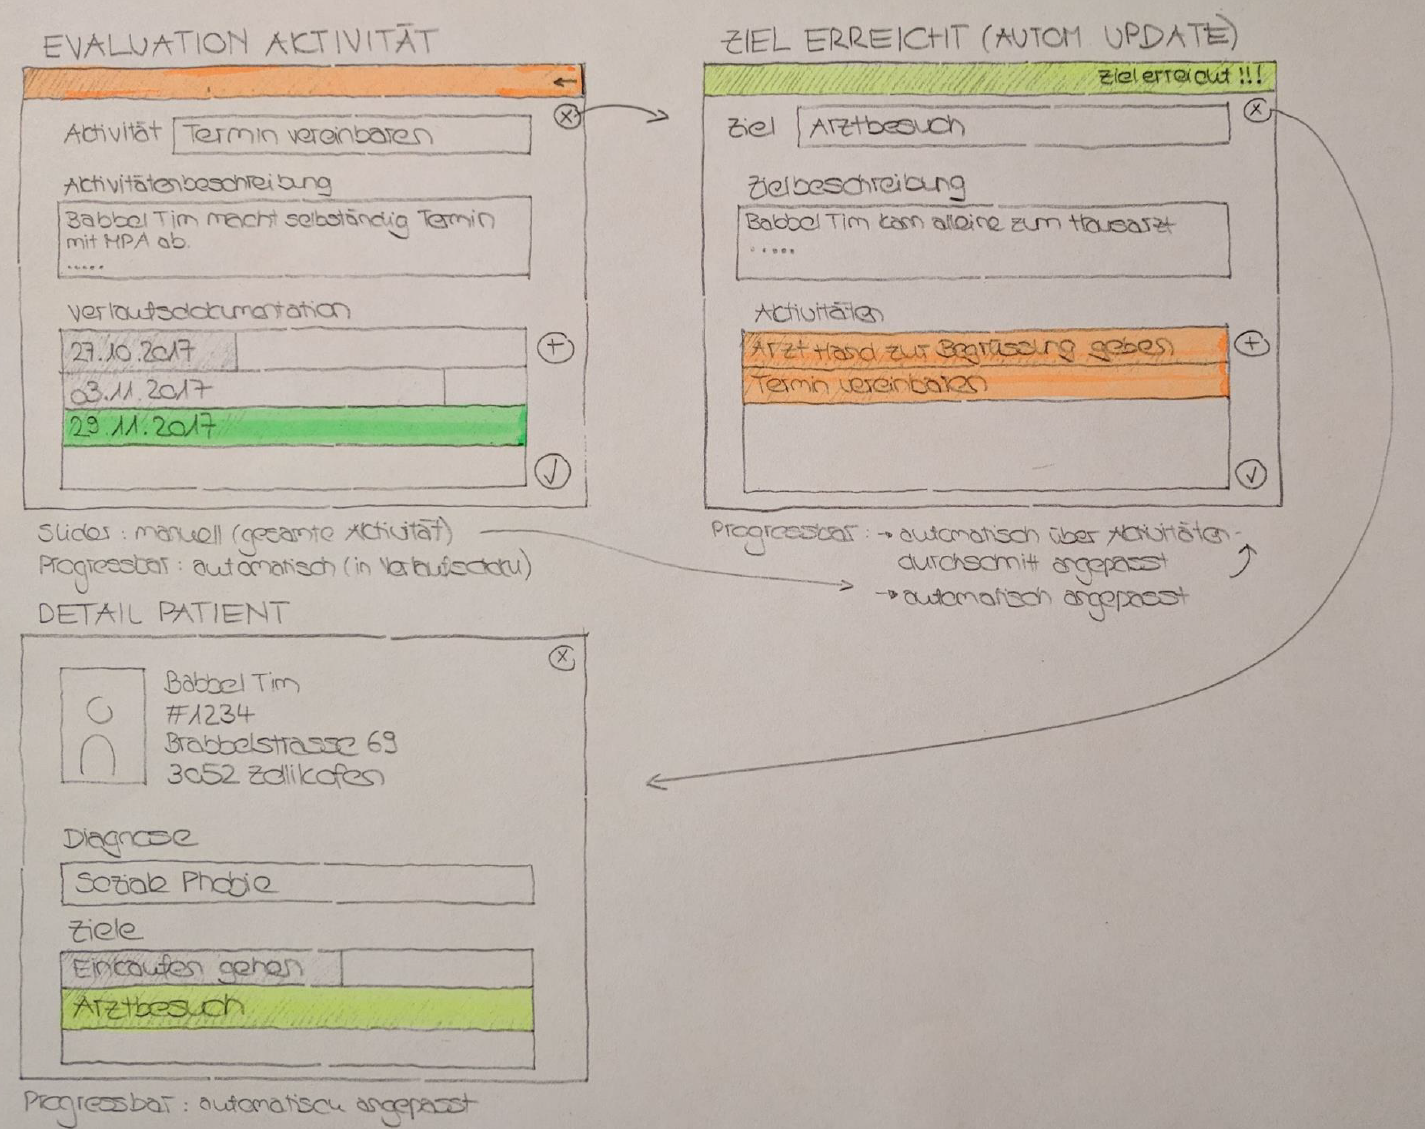 EVALUATION AKTIVITÄT
Aktivität Termin vereinbaren
Aktivitätenbeschreibung
Babbel Tim macht selbständig Termin
mit MPA ab.
.....
Verlaufsdokumentation
27.10.2017
03.11.2017
29.11.2017
Slider: manuell (gesamte Aktivität)
Progressbar: automatisch (in Verlaufsdoku)
ZIEL ERREICHT (AUTOM UPDATE)
Ziel erreicht!!!
Ziel Arztbesuch
Zielbeschreibung
Babbel Tim kann alleine zum Hausarzt
.....
Aktivitäten
Arzt Hand zur Begrüssung geben
Termin vereinbaren
Progressbar: → automatisch über Aktivitäten-
durchschnitt angepasst
→ automatisch angepasst
DETAIL PATIENT
Babbel Tim
#1234
Brabbelstrasse 69
3052 Zollikofen
Diagnose
Soziale Phobie
Ziele
Einkaufen gehen
Arztbesuch
Progressbar: automatisch angepasst